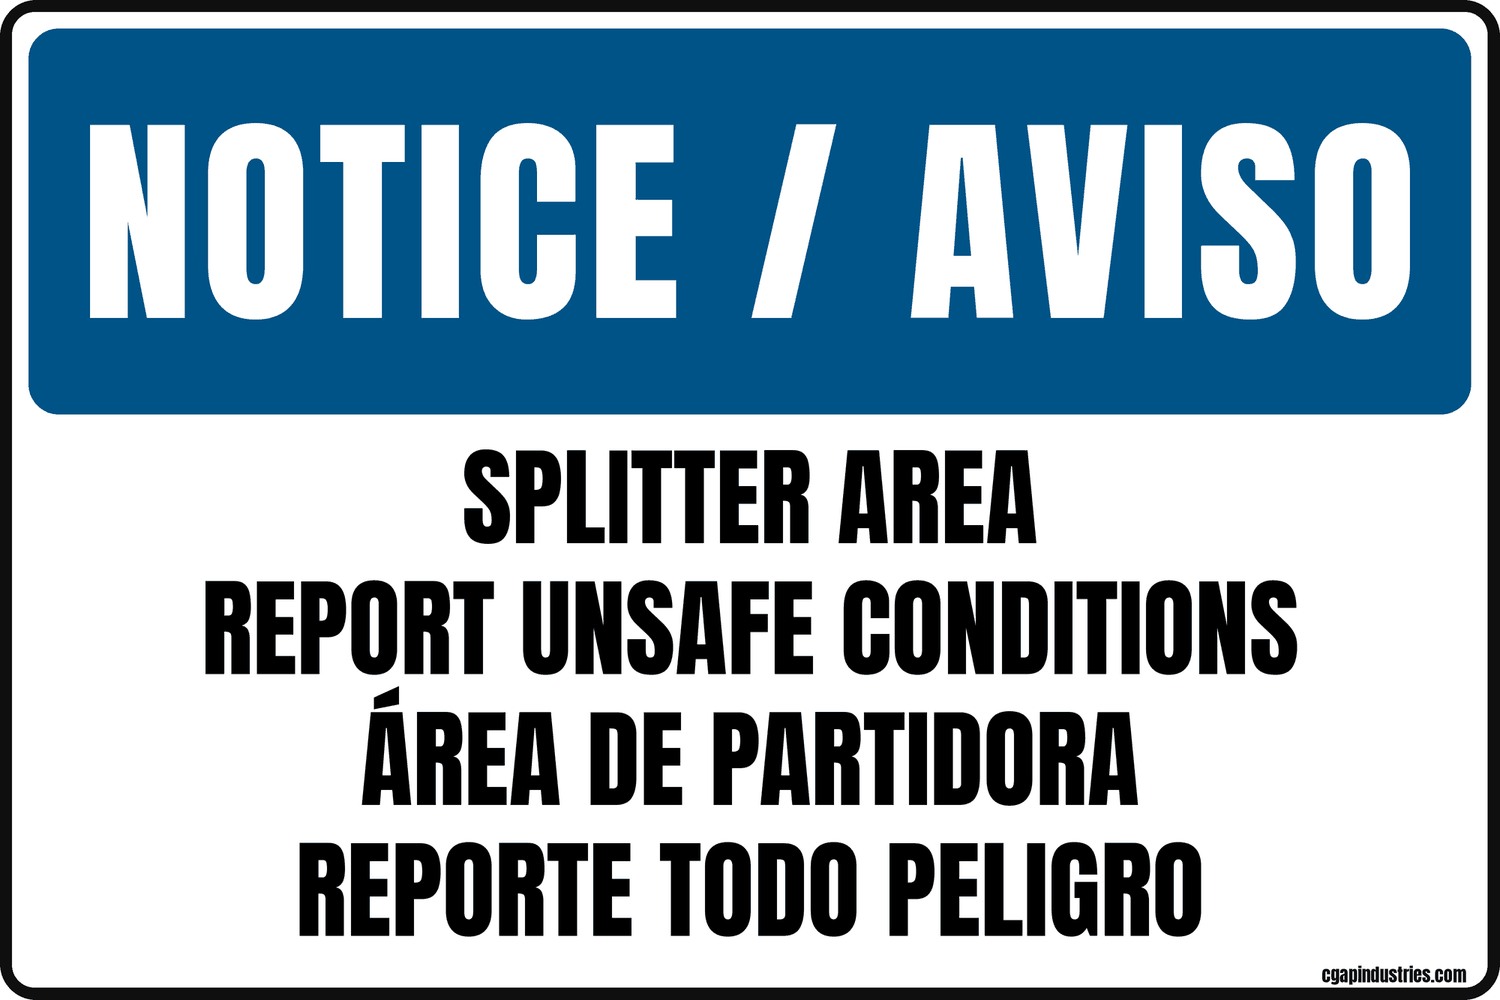 NOTICE / AVISO
SPLITTER AREA
REPORT UNSAFE CONDITIONS
ÁREA DE PARTIDORA
REPORTE TODO PELIGRO
cgapindustries.com